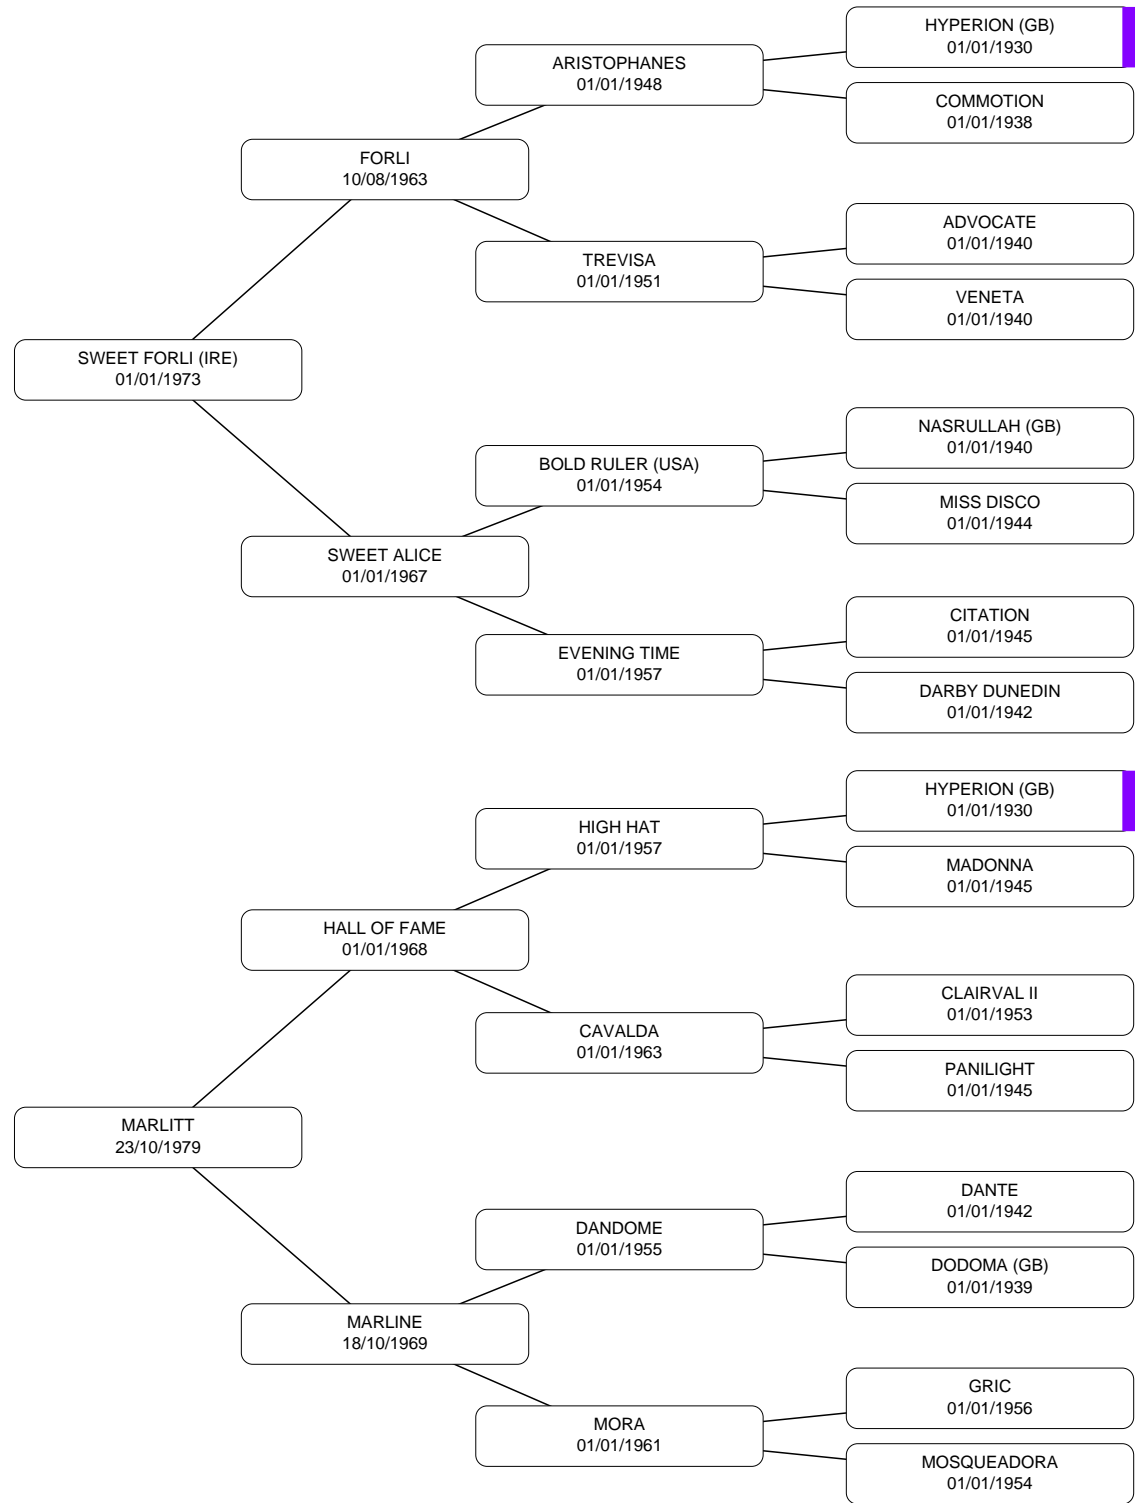 HYPERION (GB)
01/01/1930
ARISTOPHANES
01/01/1948
COMMOTION
01/01/1938
FORLI
10/08/1963
ADVOCATE
01/01/1940
TREVISA
01/01/1951
VENETA
01/01/1940
SWEET FORLI (IRE)
01/01/1973
NASRULLAH (GB)
01/01/1940
BOLD RULER (USA)
01/01/1954
MISS DISCO
01/01/1944
SWEET ALICE
01/01/1967
CITATION
01/01/1945
EVENING TIME
01/01/1957
DARBY DUNEDIN
01/01/1942
HYPERION (GB)
01/01/1930
HIGH HAT
01/01/1957
MADONNA
01/01/1945
HALL OF FAME
01/01/1968
CLAIRVAL II
01/01/1953
CAVALDA
01/01/1963
PANILIGHT
01/01/1945
MARLITT
23/10/1979
DANTE
01/01/1942
DANDOME
01/01/1955
DODOMA (GB)
01/01/1939
MARLINE
18/10/1969
GRIC
01/01/1956
MORA
01/01/1961
MOSQUEADORA
01/01/1954